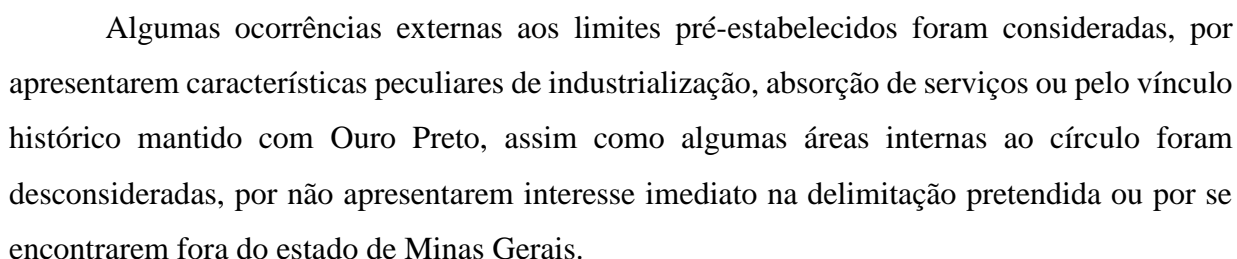 Algumas ocorrências externas aos limites pré-estabelecidos foram consideradas, por
apresentarem características peculiares de industrialização, absorção de serviços ou pelo vínculo
histórico mantido com Ouro Preto, assim como algumas áreas internas ao círculo foram
desconsideradas, por não apresentarem interesse imediato na delimitação pretendida ou por se
encontrarem fora do estado de Minas Gerais.